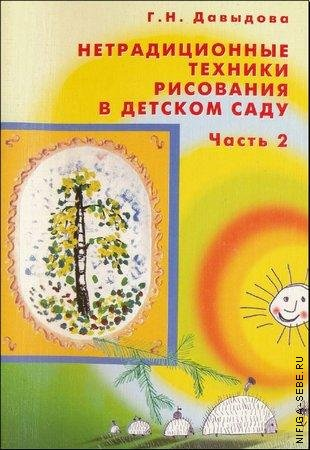 Г.Н. Давыдова
НЕТРАДИЦИОННЫЕ
ТЕХНИКИ
РИСОВАНИЯ
В ДЕТСКОМ САДУ
Часть 2
NIFIGA-SEBE.RU